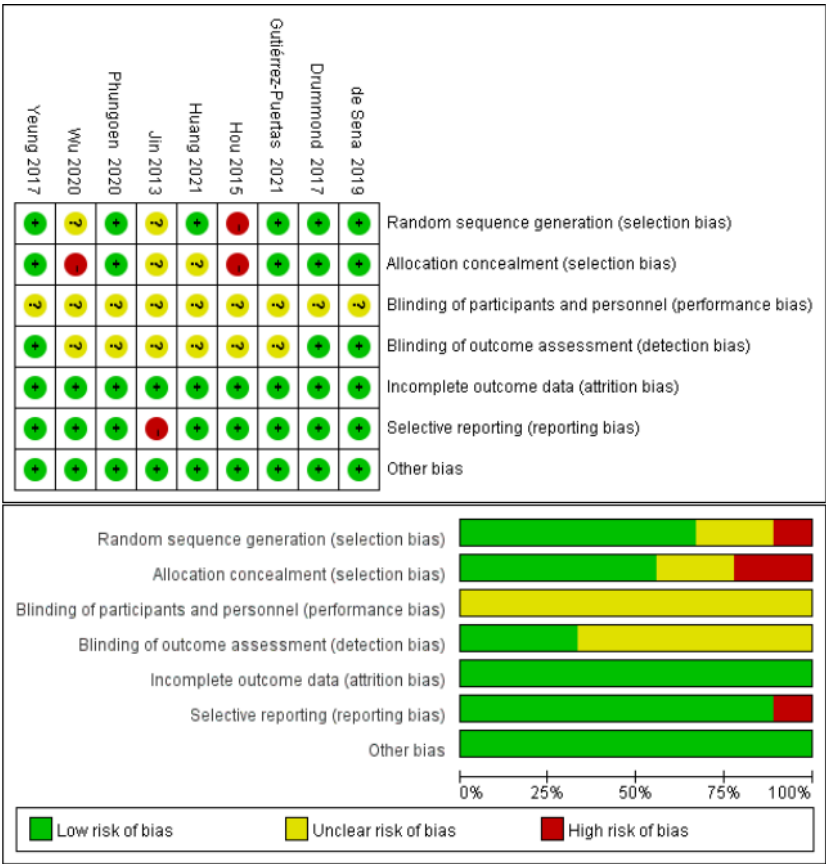 Yeung 2017
Wu 2020
Phungoen 2020
Jin 2013
Huang 2021
Hou 2015
Gutiérrez-Puertas 2021
Drummond 2017
de Sena 2019
+ ? + ? + - + + + Random sequence generation (selection bias)
+ - + ? ? - + + + Allocation concealment (selection bias)
? ? ? ? ? ? ? ? ? Blinding of participants and personnel (performance bias)
+ ? ? ? ? ? ? + + Blinding of outcome assessment (detection bias)
+ + + + + + + + + Incomplete outcome data (attrition bias)
+ + + - + + + + + Selective reporting (reporting bias)
+ + + + + + + + + Other bias
Random sequence generation (selection bias)
Allocation concealment (selection bias)
Blinding of participants and personnel (performance bias)
Blinding of outcome assessment (detection bias)
Incomplete outcome data (attrition bias)
Selective reporting (reporting bias)
Other bias
0% 25% 50% 75% 100%
Low risk of bias Unclear risk of bias High risk of bias